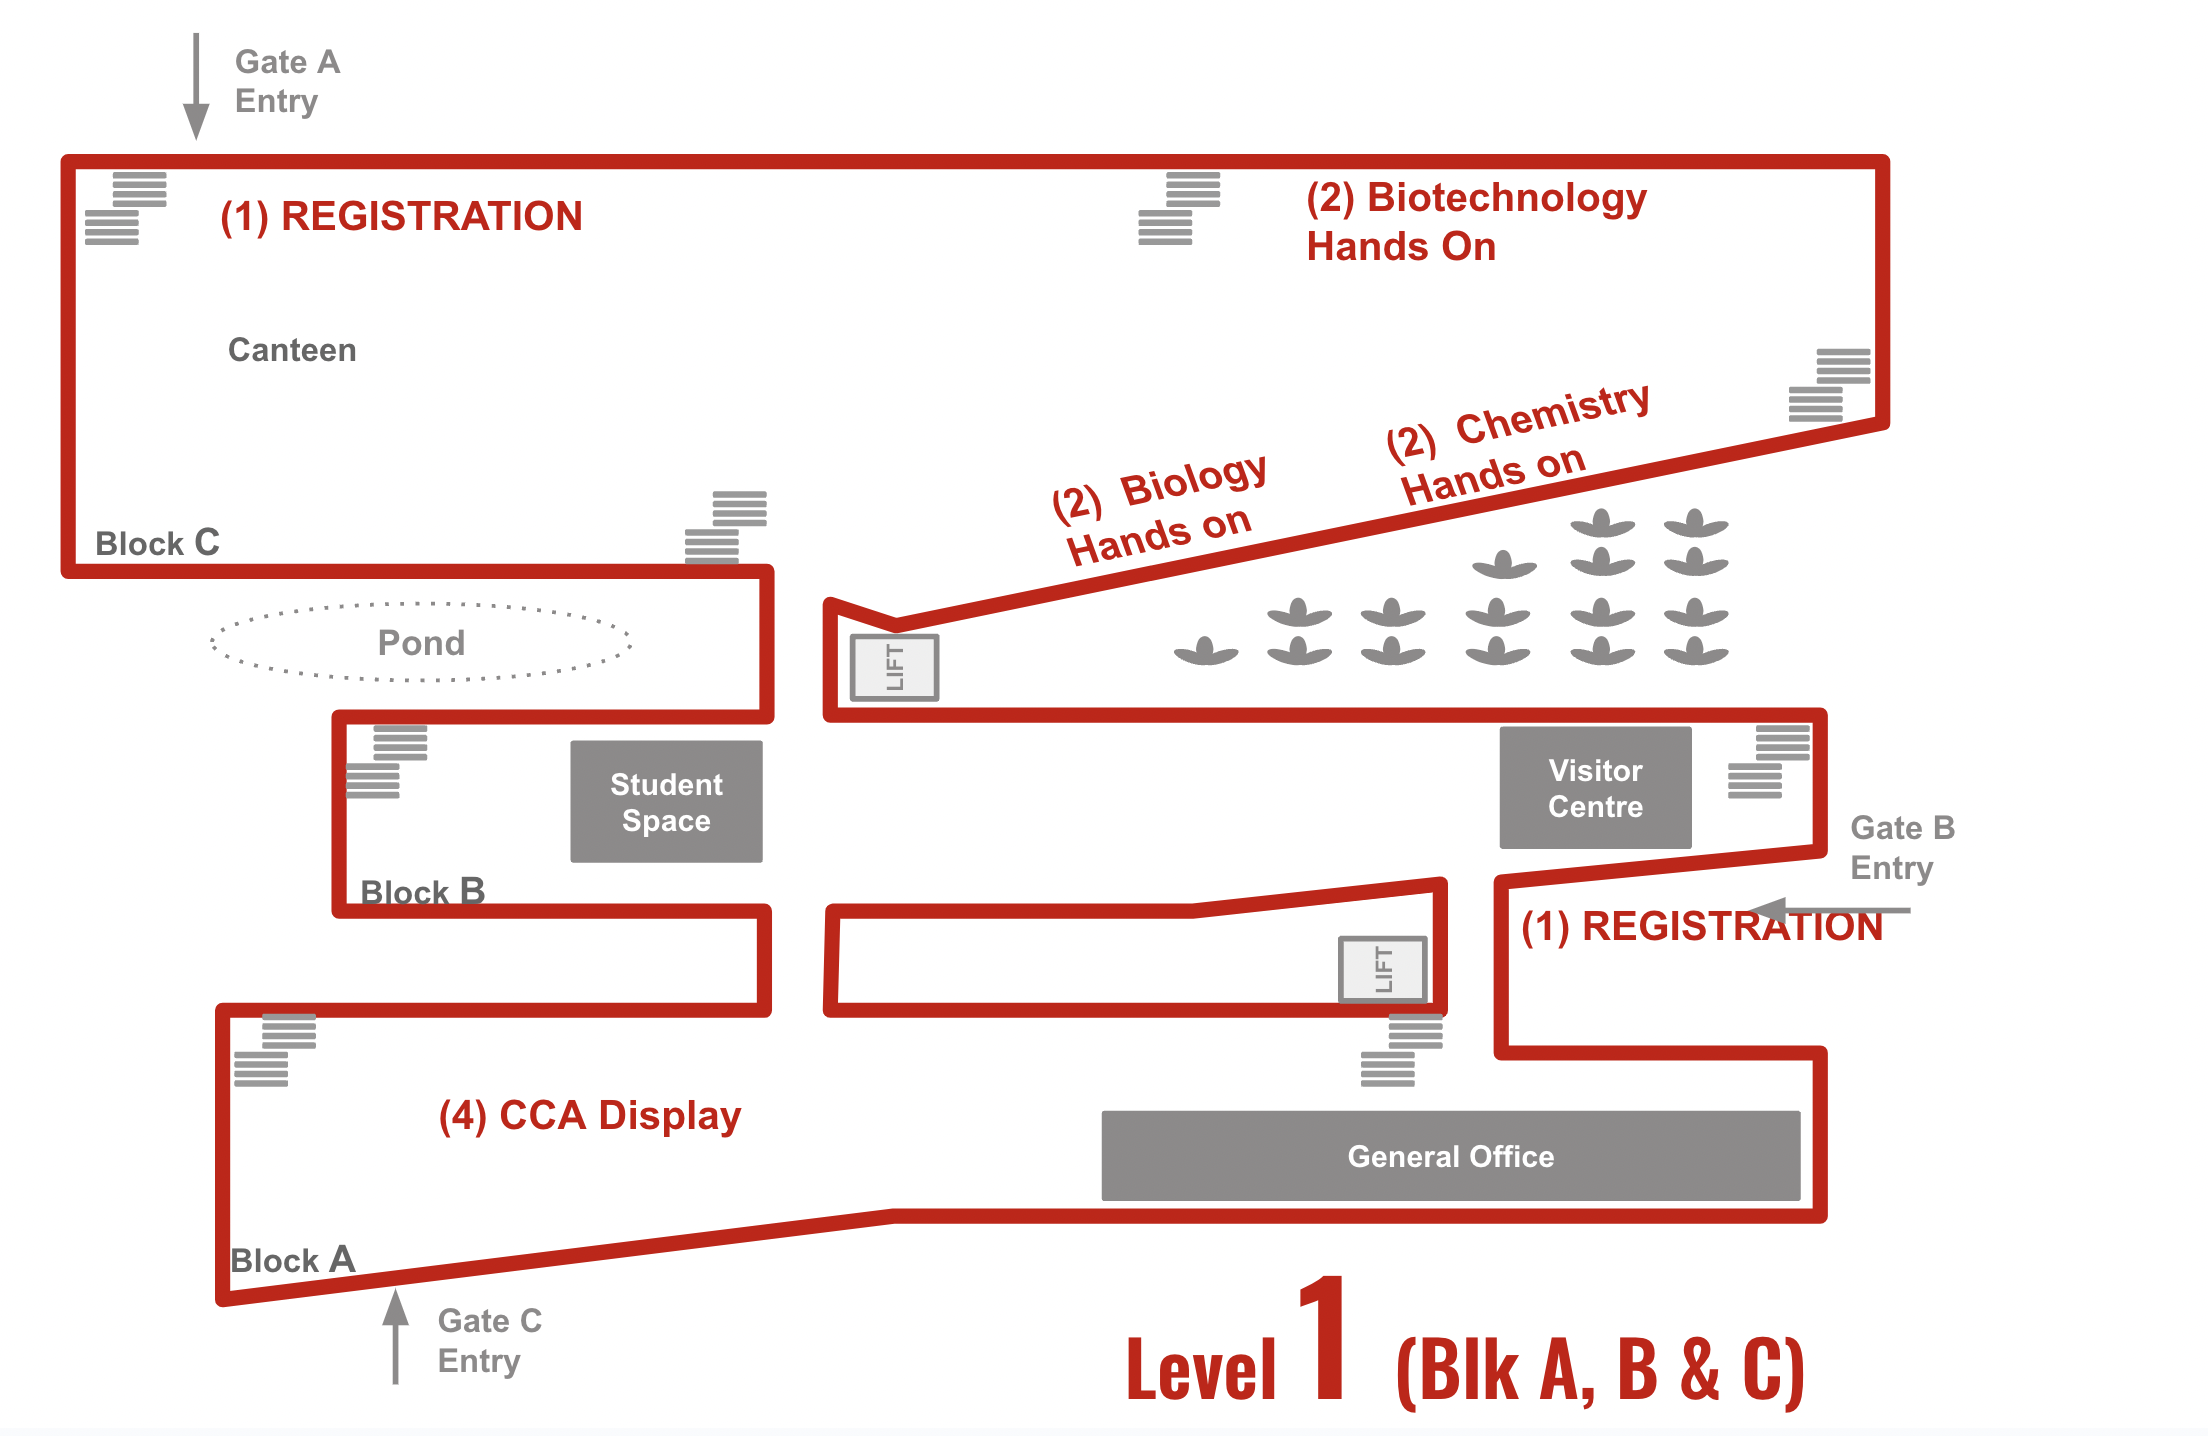 Gate A
Entry
(1) REGISTRATION
(2) Biotechnology
Hands On
Canteen
(2) Chemistry
Hands on
(2) Biology
Hands on
Block C
Pond
LIFT
Student
Space
Visitor
Centre
Gate B
Entry
Block B
(1) REGISTRATION
LIFT
(4) CCA Display
General Office
Block A
Gate C
Entry
Level 1 (Blk A, B & C)